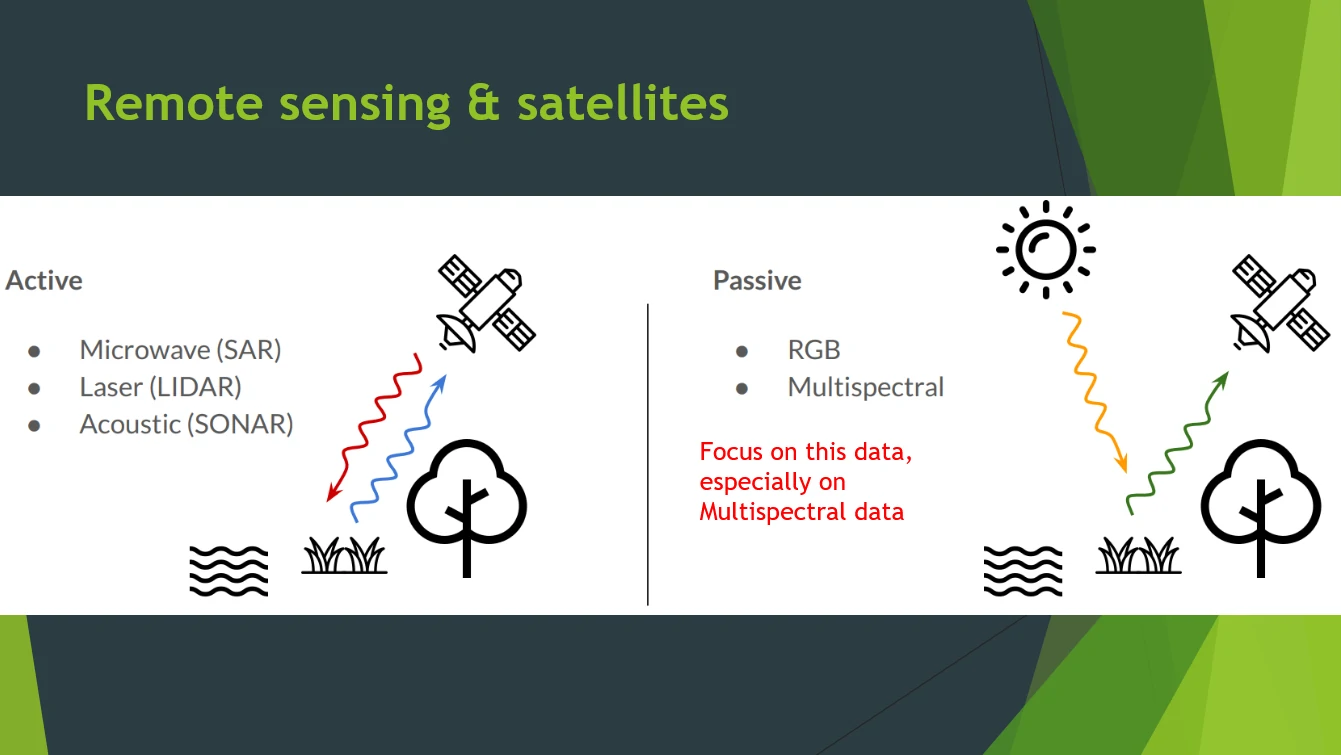 Remote sensing & satellites
Active
● Microwave (SAR)
● Laser (LIDAR)
● Acoustic (SONAR)
Passive
● RGB
● Multispectral
Focus on this data,
especially on
Multispectral data